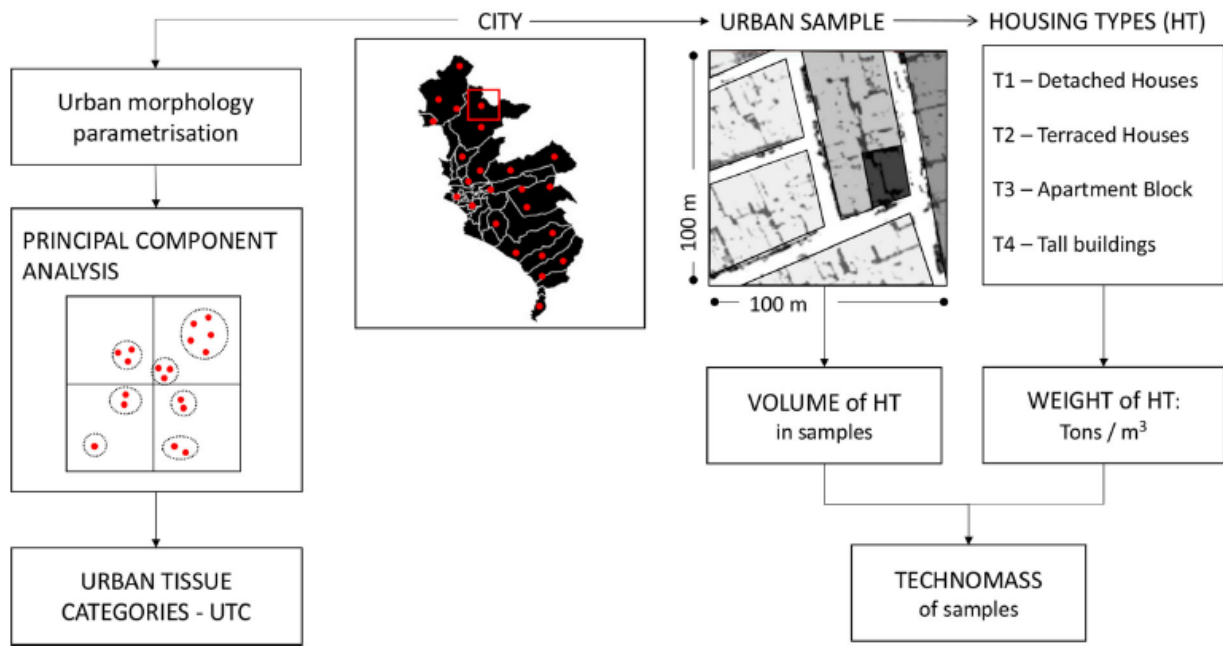 CITY
URBAN SAMPLE
HOUSING TYPES (HT)
Urban morphology
parametrisation
PRINCIPAL COMPONENT
ANALYSIS
URBAN TISSUE
CATEGORIES - UTC
100 m
100 m
T1 – Detached Houses
T2 – Terraced Houses
T3 – Apartment Block
T4 – Tall buildings
VOLUME of HT
in samples
WEIGHT of HT:
Tons / m³
TECHNOMASS
of samples